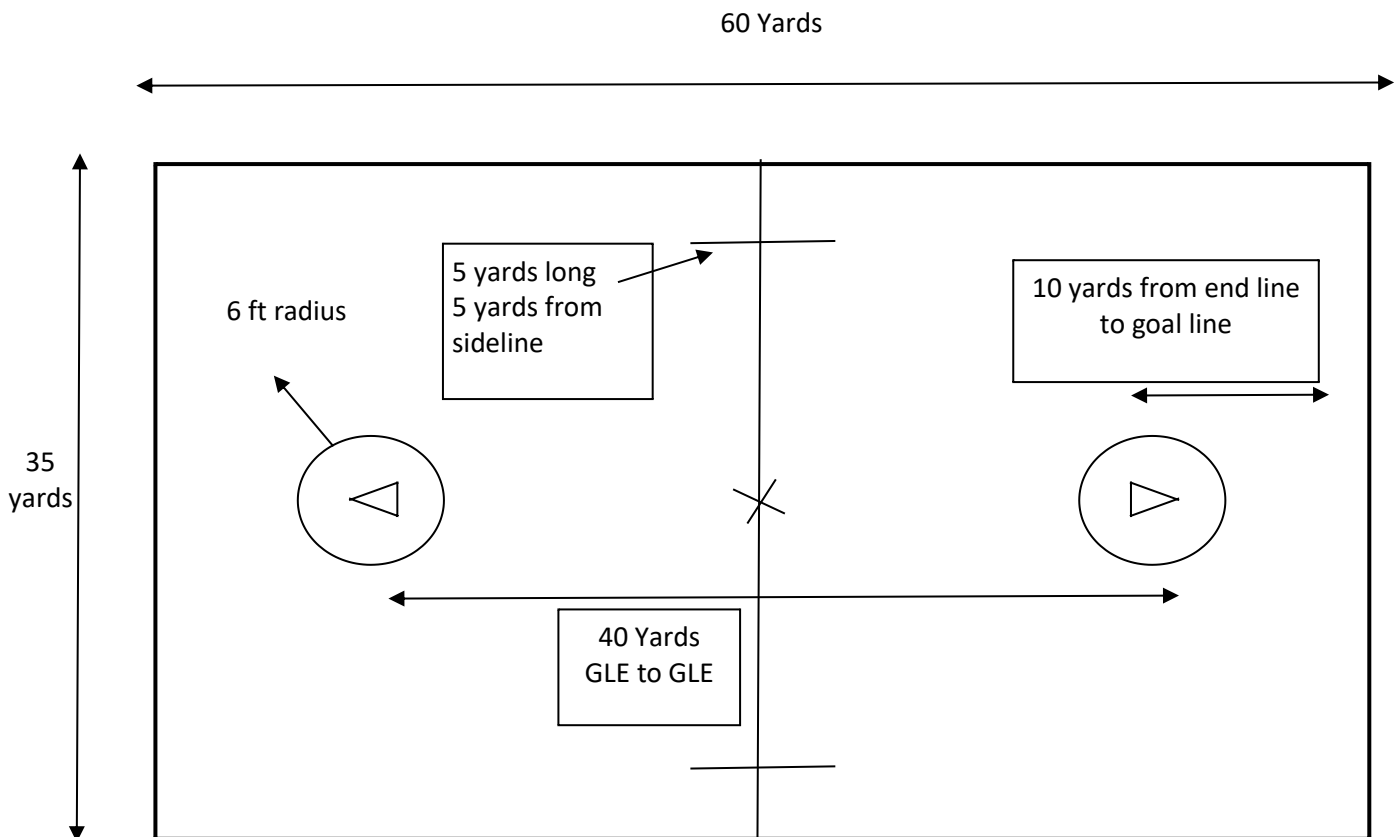 60 Yards
5 yards long
5 yards from
sideline
10 yards from end line
to goal line
6 ft radius
35
yards
40 Yards
GLE to GLE